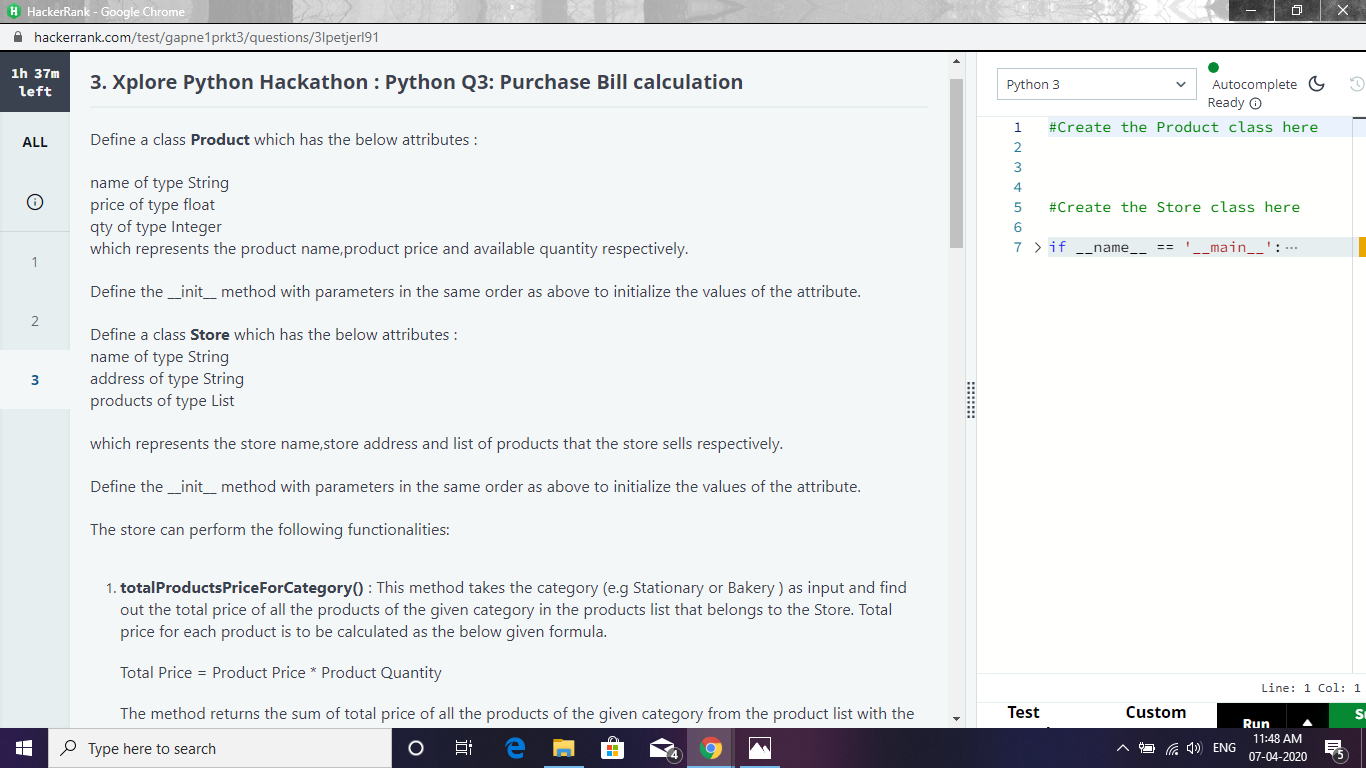 HackerRank - Google Chrome
hackerrank.com/test/gapne1prkt3/questions/3lpetjerl91
1h 37m
left
ALL
1
2
3
3. Xplore Python Hackathon : Python Q3: Purchase Bill calculation
Define a class Product which has the below attributes :
name of type String
price of type float
qty of type Integer
which represents the product name,product price and available quantity respectively.
Define the __init__ method with parameters in the same order as above to initialize the values of the attribute.
Define a class Store which has the below attributes :
name of type String
address of type String
products of type List
which represents the store name,store address and list of products that the store sells respectively.
Define the __init__ method with parameters in the same order as above to initialize the values of the attribute.
The store can perform the following functionalities:
1. totalProductsPriceForCategory() : This method takes the category (e.g Stationary or Bakery ) as input and find
out the total price of all the products of the given category in the products list that belongs to the Store. Total
price for each product is to be calculated as the below given formula.
Total Price = Product Price * Product Quantity
The method returns the sum of total price of all the products of the given category from the product list with the
Python 3
Autocomplete
Ready
1 #Create the Product class here
2
3
4
5 #Create the Store class here
6
7 > if __name__ == '__main__':···
Line: 1 Col: 1
Test
Custom
Run
Type here to search
4
ENG
11:48 AM
07-04-2020
5